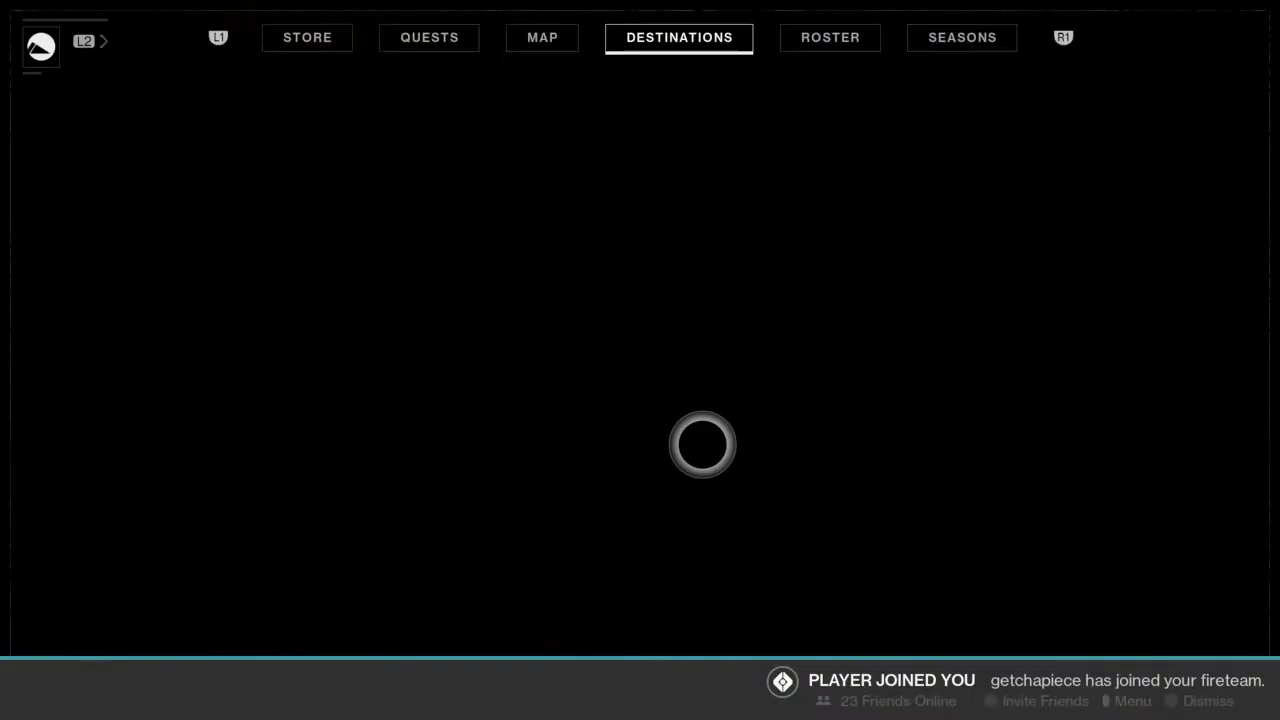 L2
L1
STORE
QUESTS
MAP
DESTINATIONS
ROSTER
SEASONS
R1
PLAYER JOINED YOU getchapiece has joined your fireteam.
23 Friends Online Invite Friends Menu Dismiss